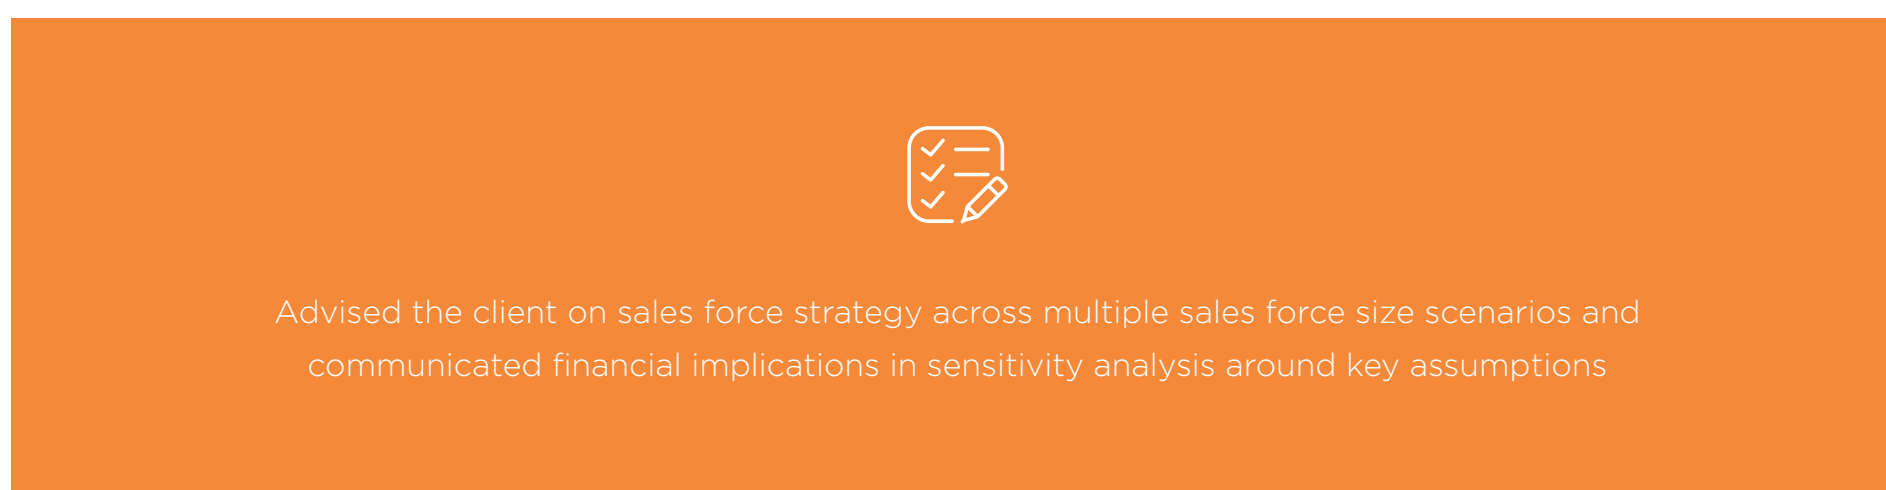 Advised the client on sales force strategy across multiple sales force size scenarios and
communicated financial implications in sensitivity analysis around key assumptions